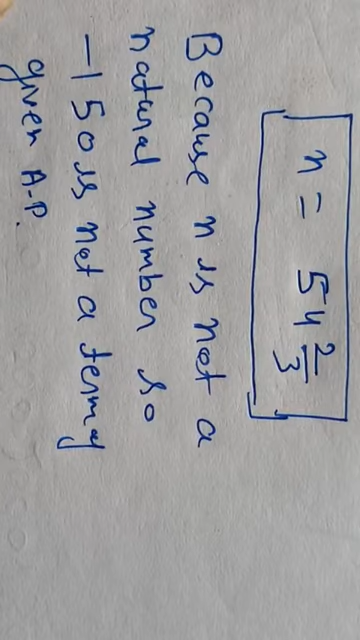 n = 54 2/3
Because n is not a
natural number so
-150 is not a term of
given A.P.